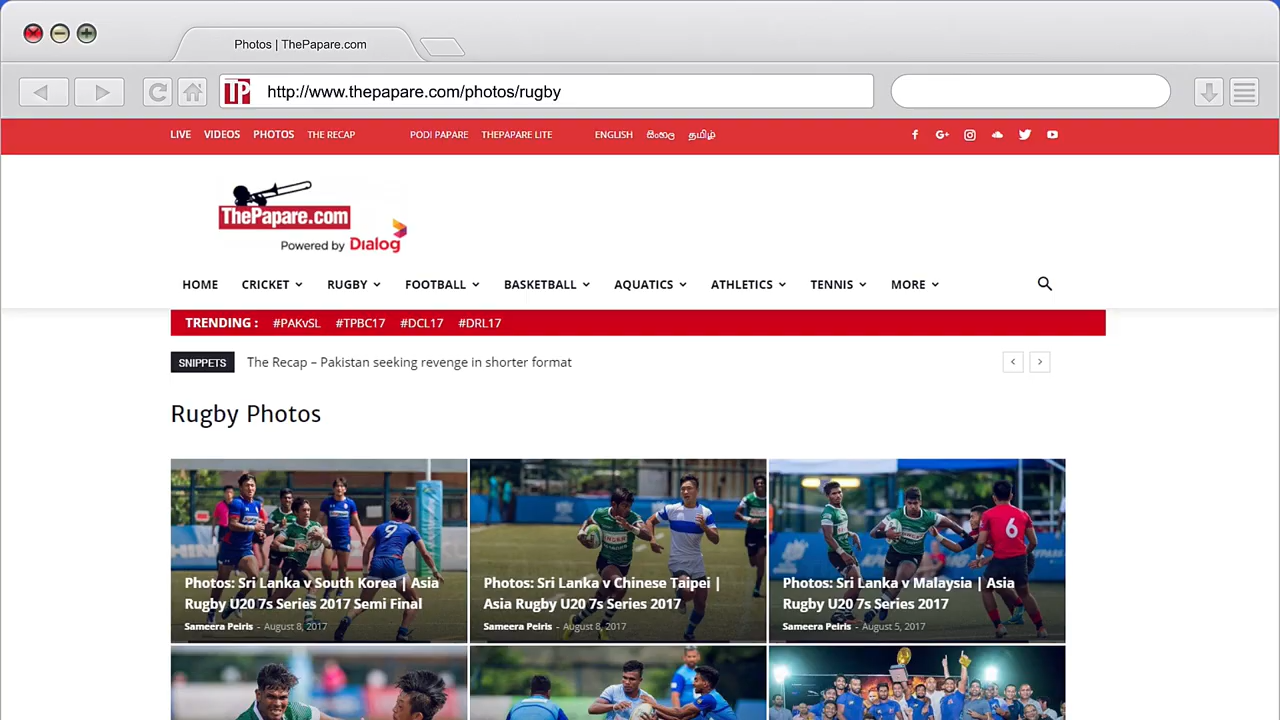 Photos | ThePapare.com
TP http://www.thepapare.com/photos/rugby
LIVE VIDEOS PHOTOS THE RECAP PODI PAPARE THEPAPARE LITE ENGLISH සිංහල தமிழ்
ThePapare.com
Powered by Dialog
HOME CRICKET RUGBY FOOTBALL BASKETBALL AQUATICS ATHLETICS TENNIS MORE
TRENDING : #PAKvSL #TPBC17 #DCL17 #DRL17
SNIPPETS The Recap – Pakistan seeking revenge in shorter format
Rugby Photos
9
6
Photos: Sri Lanka v South Korea | Asia
Rugby U20 7s Series 2017 Semi Final
Sameera Peiris - August 8, 2017
Photos: Sri Lanka v Chinese Taipei |
Asia Rugby U20 7s Series 2017
Sameera Peiris - August 8, 2017
Photos: Sri Lanka v Malaysia | Asia
Rugby U20 7s Series 2017
Sameera Peiris - August 5, 2017